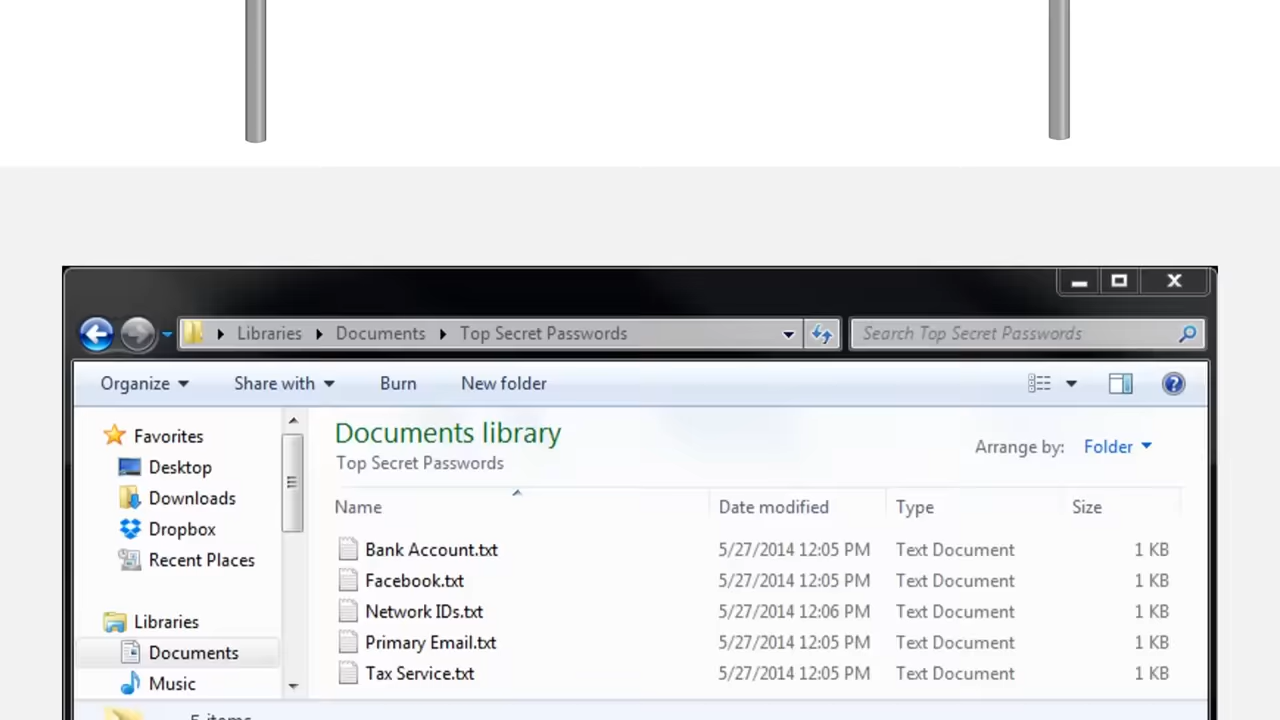 Libraries Documents Top Secret Passwords Search Top Secret Passwords
Organize Share with Burn New folder
Favorites
Desktop
Downloads
Dropbox
Recent Places
Libraries
Documents
Music
Documents library
Top Secret Passwords
Arrange by: Folder
Name Date modified Type Size
Bank Account.txt 5/27/2014 12:05 PM Text Document 1 KB
Facebook.txt 5/27/2014 12:05 PM Text Document 1 KB
Network IDs.txt 5/27/2014 12:06 PM Text Document 1 KB
Primary Email.txt 5/27/2014 12:05 PM Text Document 1 KB
Tax Service.txt 5/27/2014 12:05 PM Text Document 1 KB
5 items